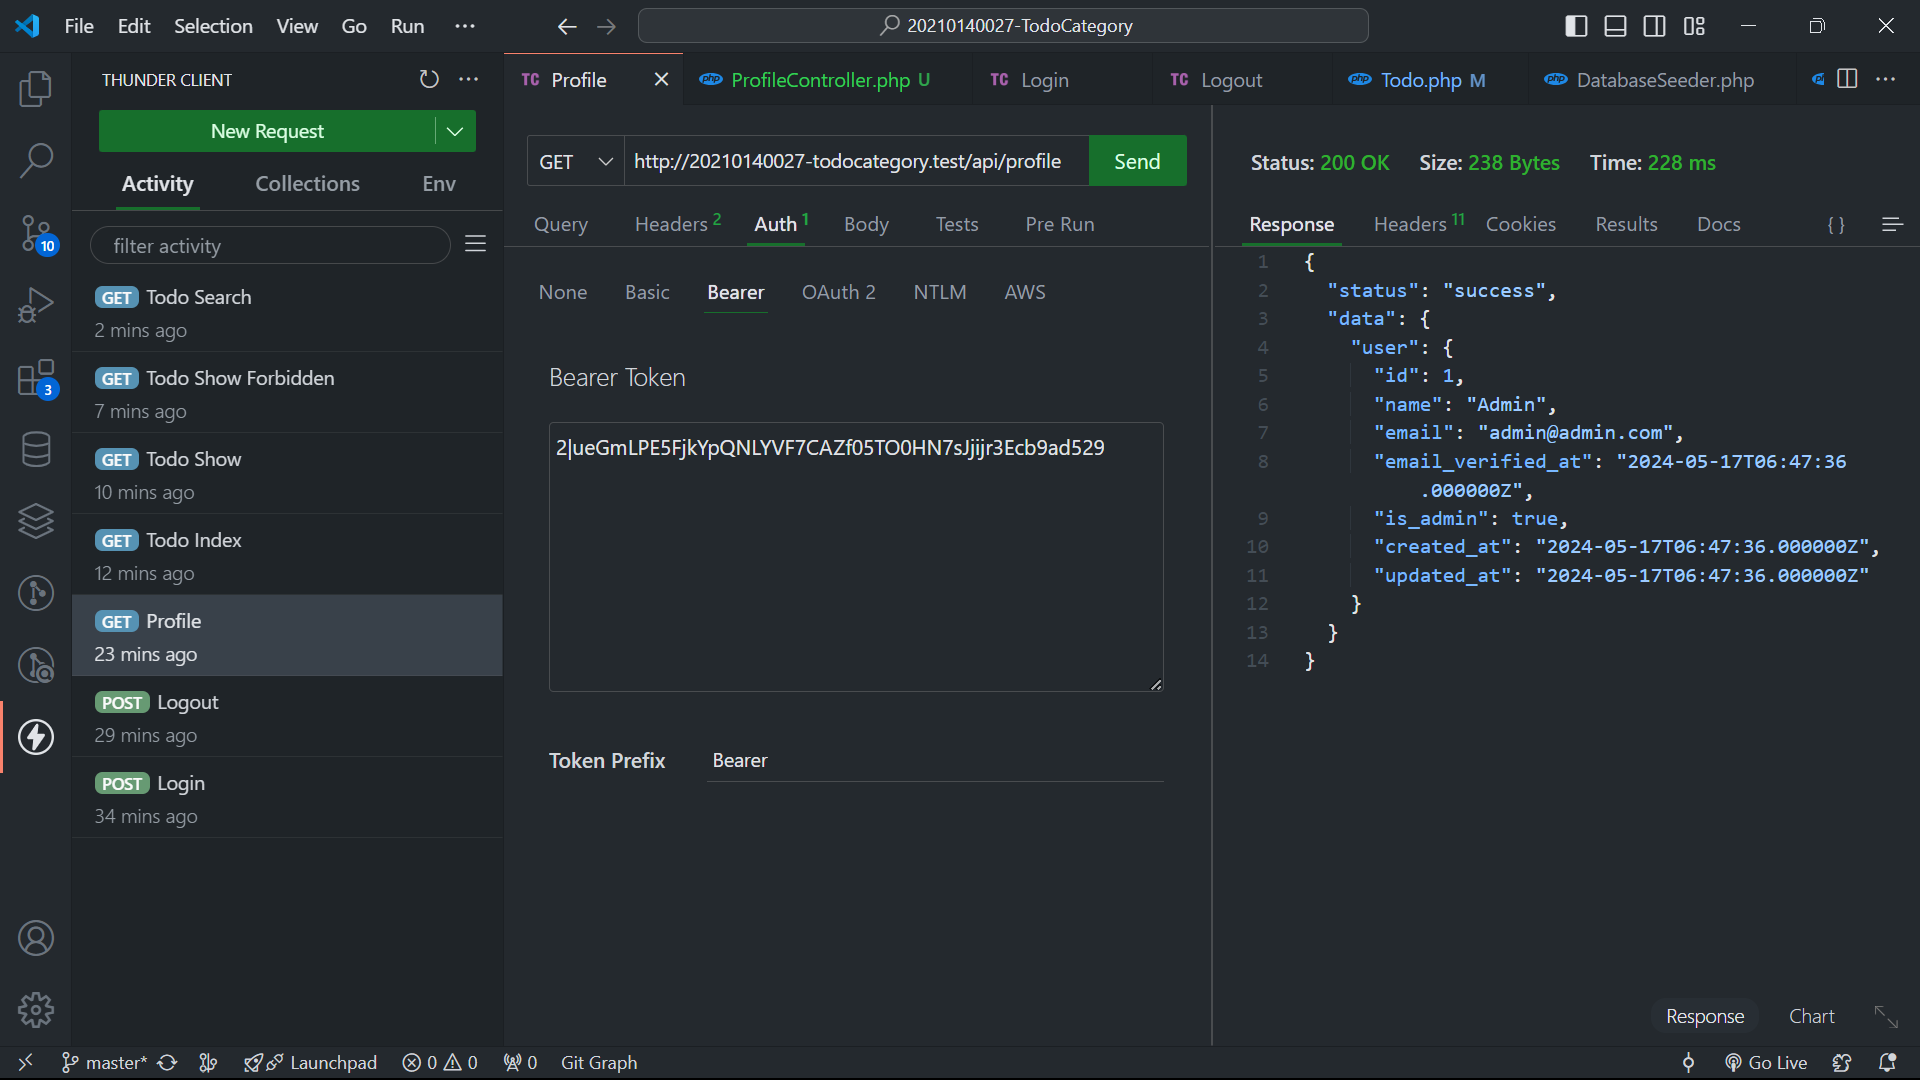 File Edit Selection View Go Run ···
20210140027-TodoCategory
THUNDER CLIENT
New Request
Activity Collections Env
filter activity
GET Todo Search
2 mins ago
GET Todo Show Forbidden
7 mins ago
GET Todo Show
10 mins ago
GET Todo Index
12 mins ago
GET Profile
23 mins ago
POST Logout
29 mins ago
POST Login
34 mins ago
10
3
TC Profile php ProfileController.php U TC Login TC Logout php Todo.php M php DatabaseSeeder.php
GET http://20210140027-todocategory.test/api/profile Send
Query Headers 2 Auth 1 Body Tests Pre Run
None Basic Bearer OAuth 2 NTLM AWS
Bearer Token
2|ueGmLPE5FjkYpQNLYVF7CAZf05TO0HN7sJjijr3Ecb9ad529
Token Prefix Bearer
Status: 200 OK Size: 238 Bytes Time: 228 ms
Response Headers 11 Cookies Results Docs { }
1 {
2 "status": "success",
3 "data": {
4 "user": {
5 "id": 1,
6 "name": "Admin",
7 "email": "admin@admin.com",
8 "email_verified_at": "2024-05-17T06:47:36
.000000Z",
9 "is_admin": true,
10 "created_at": "2024-05-17T06:47:36.000000Z",
11 "updated_at": "2024-05-17T06:47:36.000000Z"
12 }
13 }
14 }
Response Chart
master* Launchpad 0 0 0 Git Graph Go Live